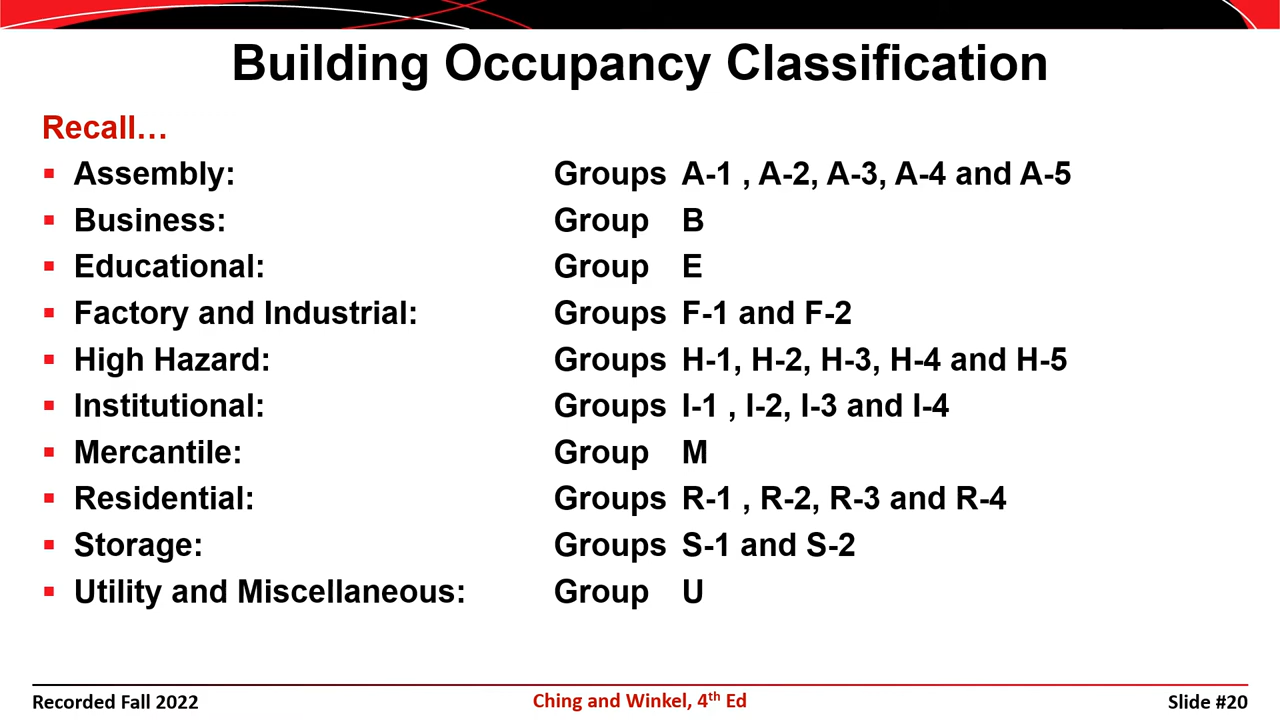 Building Occupancy Classification
Recall…
▪ Assembly: Groups A-1 , A-2, A-3, A-4 and A-5
▪ Business: Group B
▪ Educational: Group E
▪ Factory and Industrial: Groups F-1 and F-2
▪ High Hazard: Groups H-1, H-2, H-3, H-4 and H-5
▪ Institutional: Groups I-1 , I-2, I-3 and I-4
▪ Mercantile: Group M
▪ Residential: Groups R-1 , R-2, R-3 and R-4
▪ Storage: Groups S-1 and S-2
▪ Utility and Miscellaneous: Group U
Recorded Fall 2022 Ching and Winkel, 4th Ed Slide #20